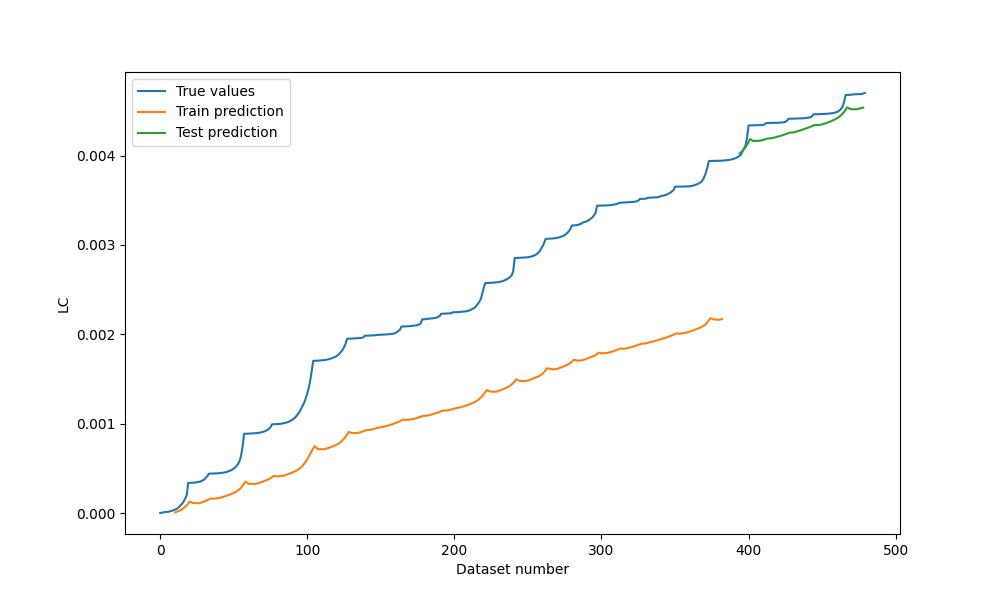 True values
Train prediction
Test prediction
0.004
0.003
0.002
0.001
0.000
LC
0
100
200
300
400
500
Dataset number